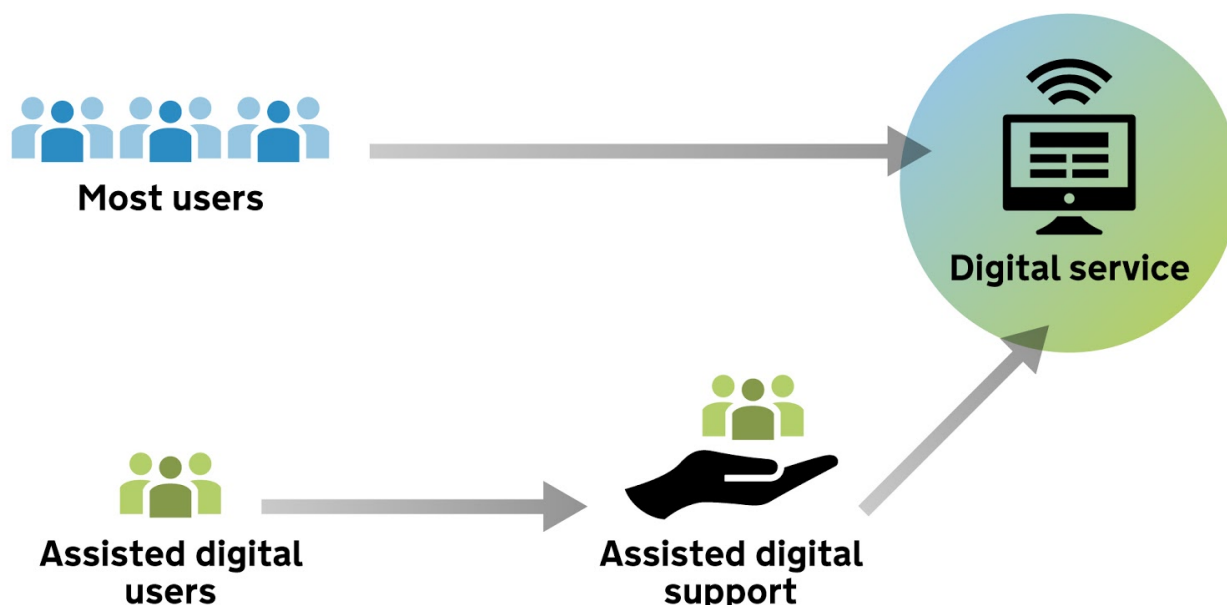 Most users
Digital service
Assisted digital
users
Assisted digital
support